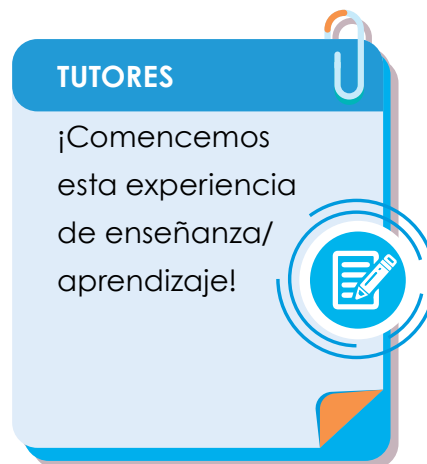 TUTORES
¡Comencemos
esta experiencia
de enseñanza/
aprendizaje!